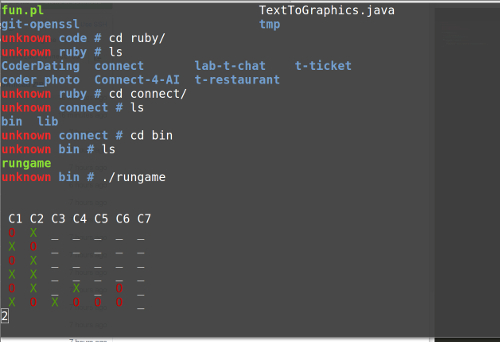 fun.pl TextToGraphics.java
git-openssl tmp
unknown code # cd ruby/
unknown ruby # ls
CoderDating connect lab-t-chat t-ticket
coder_photo Connect-4-AI t-restaurant
unknown ruby # cd connect/
unknown connect # ls
bin lib
unknown connect # cd bin
unknown bin # ls
rungame
unknown bin # ./rungame
C1 C2 C3 C4 C5 C6 C7
O X _ _ _ _ _
X O _ _ _ _ _
O X _ _ _ _ _
X X _ _ _ _ _
O X _ X _ O _
X O X O O O _
2